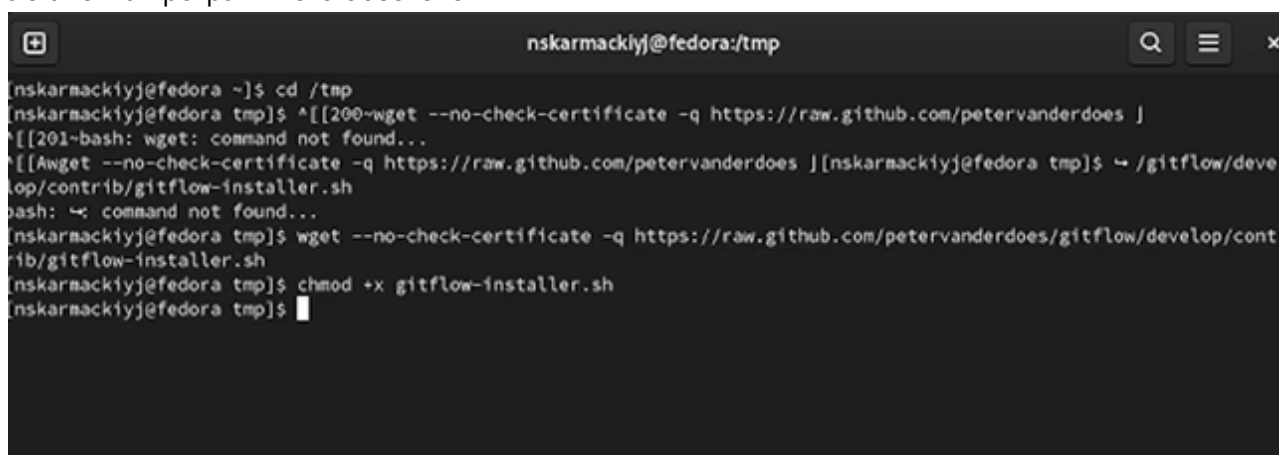 nskarmackiyj@fedora:/tmp
[nskarmackiyj@fedora ~]$ cd /tmp
[nskarmackiyj@fedora tmp]$ ^[[200~wget --no-check-certificate -q https://raw.github.com/petervanderdoes ⌋
^[[201~bash: wget: command not found...
^[[Awget --no-check-certificate -q https://raw.github.com/petervanderdoes ⌋[nskarmackiyj@fedora tmp]$ ↪ /gitflow/deve
lop/contrib/gitflow-installer.sh
bash: ↪: command not found...
[nskarmackiyj@fedora tmp]$ wget --no-check-certificate -q https://raw.github.com/petervanderdoes/gitflow/develop/cont
rib/gitflow-installer.sh
[nskarmackiyj@fedora tmp]$ chmod +x gitflow-installer.sh
[nskarmackiyj@fedora tmp]$